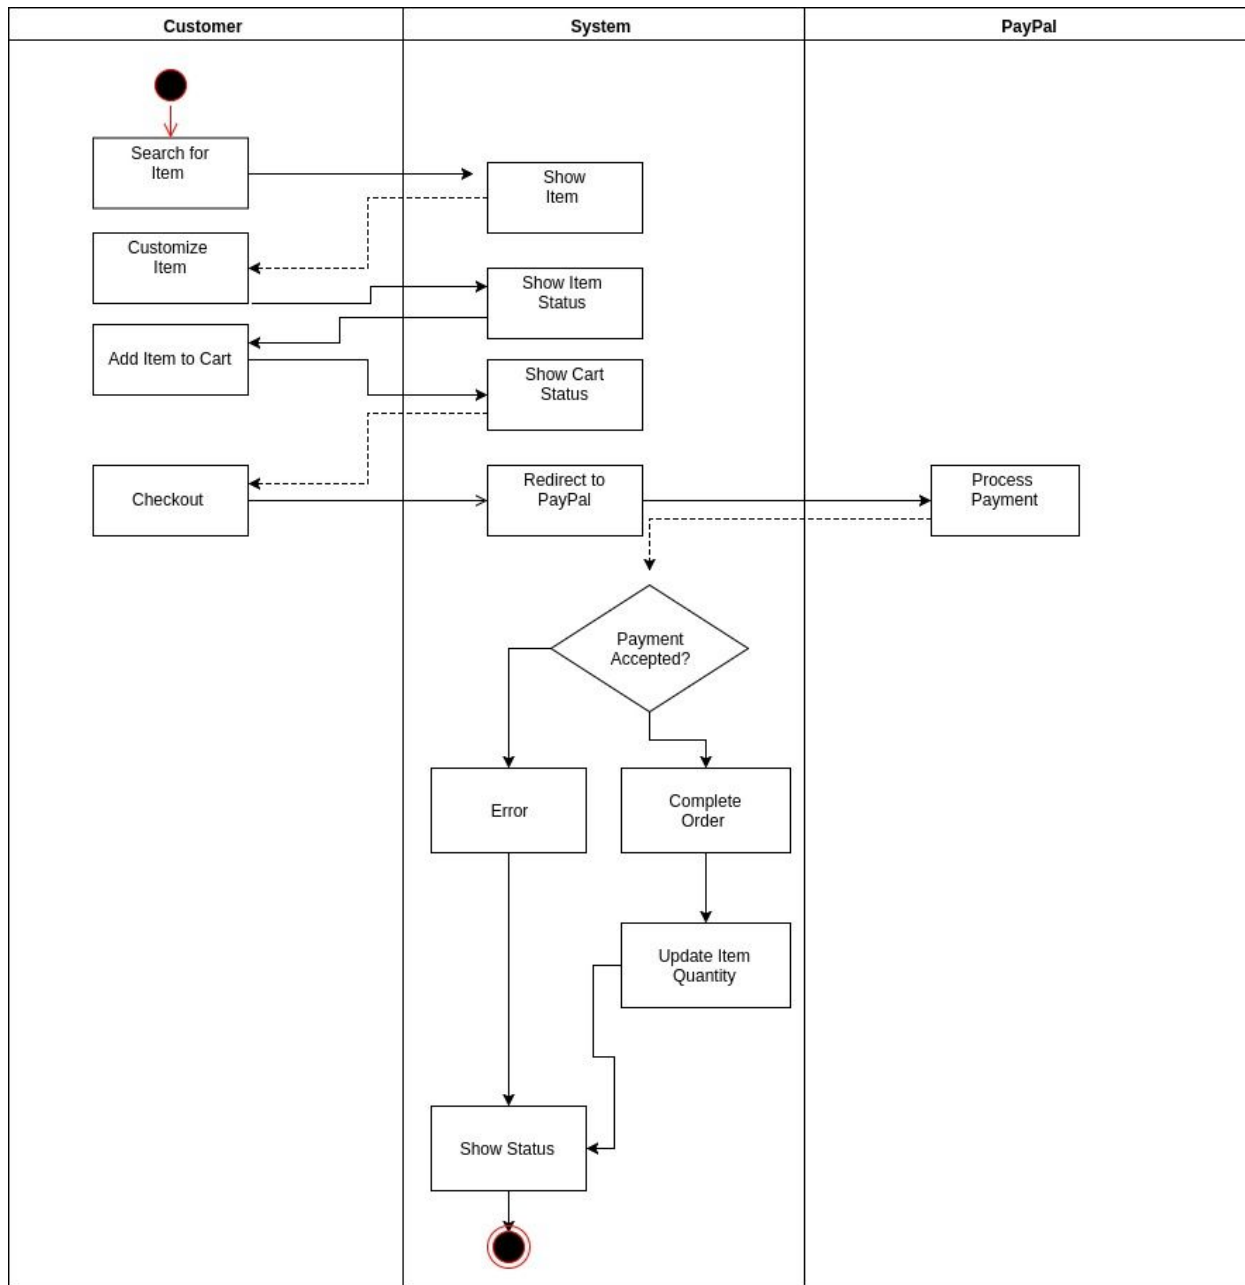 Customer
System
PayPal
Search for
Item
Show
Item
Customize
Item
Show Item
Status
Add Item to Cart
Show Cart
Status
Checkout
Redirect to
PayPal
Process
Payment
Payment
Accepted?
Error
Complete
Order
Update Item
Quantity
Show Status